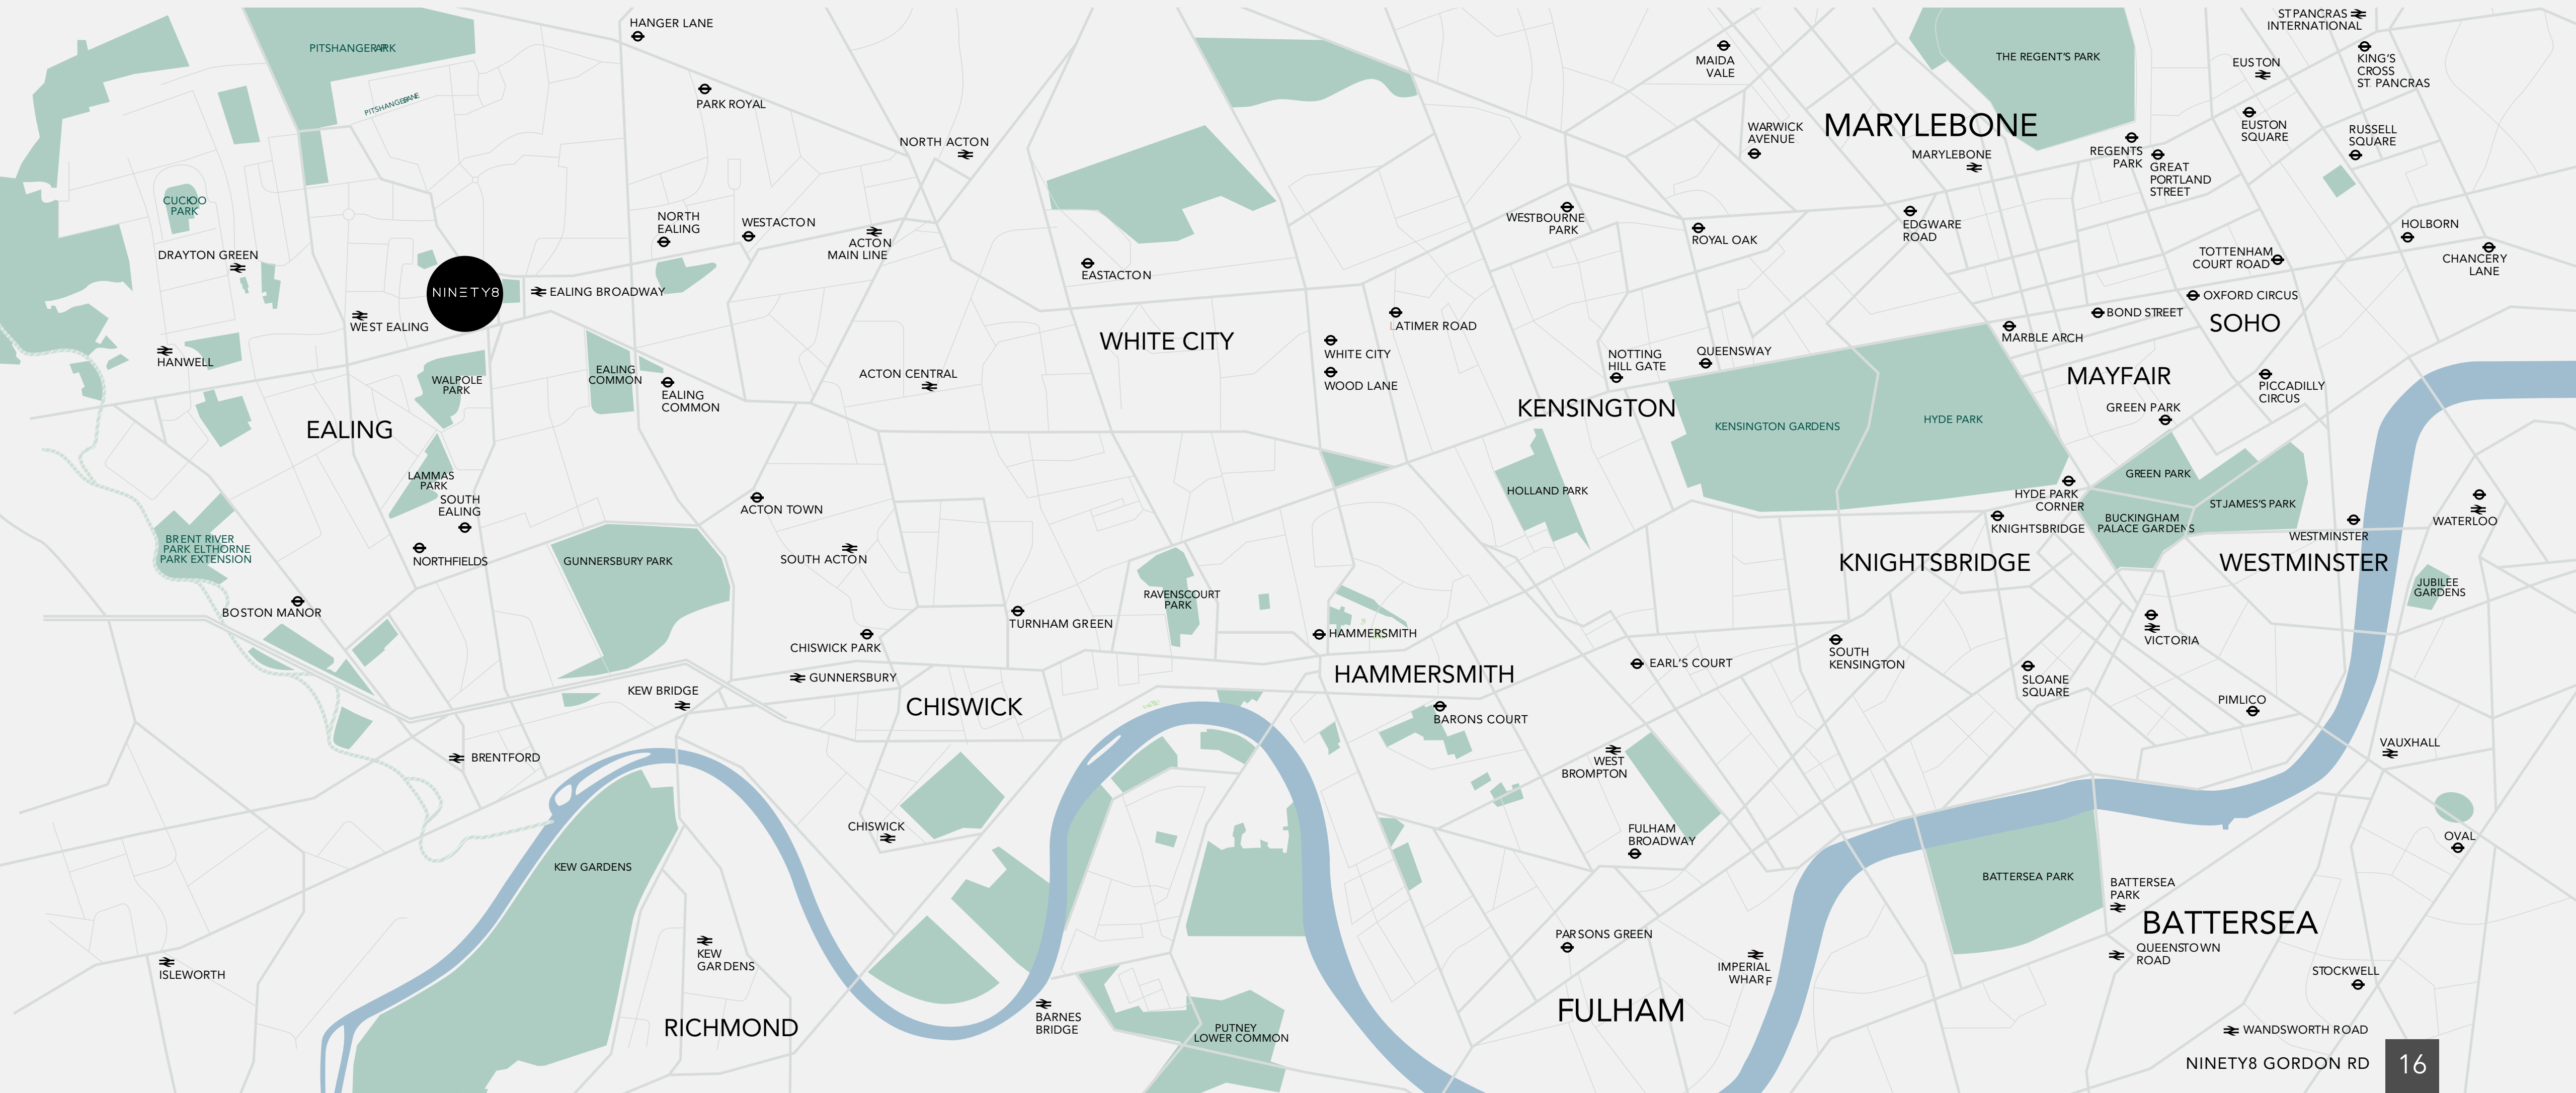 HANGER LANE
ST PANCRAS
INTERNATIONAL
PITSHANGER PARK
MAIDA
VALE
THE REGENT'S PARK
EUSTON
KING'S
CROSS
ST PANCRAS
PITSHANGER LANE
PARK ROYAL
NORTH ACTON
WARWICK
AVENUE
MARYLEBONE
MARYLEBONE
REGENTS
PARK
GREAT
PORTLAND
STREET
EUSTON
SQUARE
RUSSELL
SQUARE
CUCKOO
PARK
NORTH
EALING
WEST ACTON
ACTON
MAIN LINE
WESTBOURNE
PARK
ROYAL OAK
EDGWARE
ROAD
HOLBORN
DRAYTON GREEN
EAST ACTON
TOTTENHAM
COURT ROAD
CHANCERY
LANE
NINETY8
EALING BROADWAY
OXFORD CIRCUS
BOND STREET
SOHO
WEST EALING
LATIMER ROAD
WHITE CITY
WHITE CITY
WOOD LANE
MARBLE ARCH
HANWELL
NOTTING
HILL GATE
QUEENSWAY
WALPOLE
PARK
EALING
COMMON
EALING
COMMON
ACTON CENTRAL
MAYFAIR
PICCADILLY
CIRCUS
KENSINGTON
GREEN PARK
EALING
KENSINGTON GARDENS
HYDE PARK
LAMMAS
PARK
SOUTH
EALING
HOLLAND PARK
GREEN PARK
HYDE PARK
CORNER
ST JAMES'S PARK
ACTON TOWN
BUCKINGHAM
PALACE GARDENS
KNIGHTSBRIDGE
WATERLOO
WESTMINSTER
BRENT RIVER
PARK ELTHORNE
PARK EXTENSION
NORTHFIELDS
GUNNERSBURY PARK
SOUTH ACTON
KNIGHTSBRIDGE
WESTMINSTER
JUBILEE
GARDENS
RAVENSCOURT
PARK
BOSTON MANOR
TURNHAM GREEN
HAMMERSMITH
VICTORIA
CHISWICK PARK
SOUTH
KENSINGTON
EARL'S COURT
GUNNERSBURY
HAMMERSMITH
SLOANE
SQUARE
KEW BRIDGE
CHISWICK
BARONS COURT
PIMLICO
VAUXHALL
BRENTFORD
WEST
BROMPTON
CHISWICK
FULHAM
BROADWAY
OVAL
KEW GARDENS
BATTERSEA PARK
BATTERSEA
PARK
BATTERSEA
PARSONS GREEN
KEW
GARDENS
ISLEWORTH
IMPERIAL
WHARF
QUEENSTOWN
ROAD
STOCKWELL
FULHAM
BARNES
BRIDGE
RICHMOND
PUTNEY
LOWER COMMON
WANDSWORTH ROAD
NINETY8 GORDON RD
16